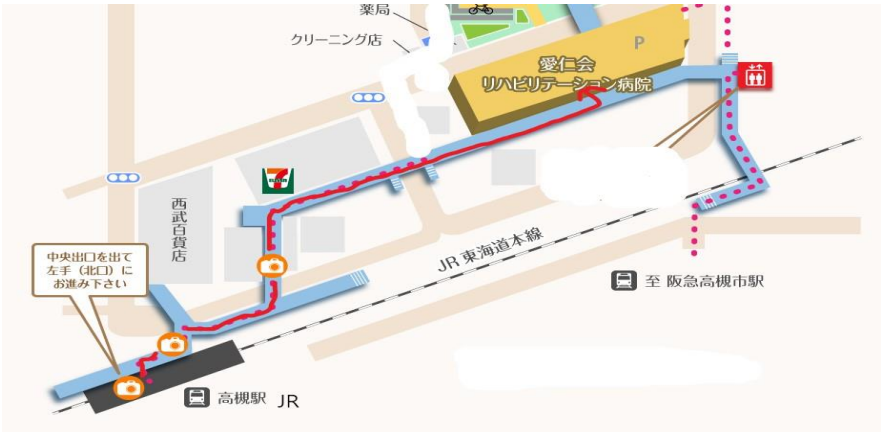 薬局
クリーニング店
P
愛仁会
リハビリテーション病院
7
ELEVEN
西武百貨店
中央出口を出て
左手（北口）に
お進み下さい
JR 東海道本線
至 阪急高槻市駅
高槻駅 JR